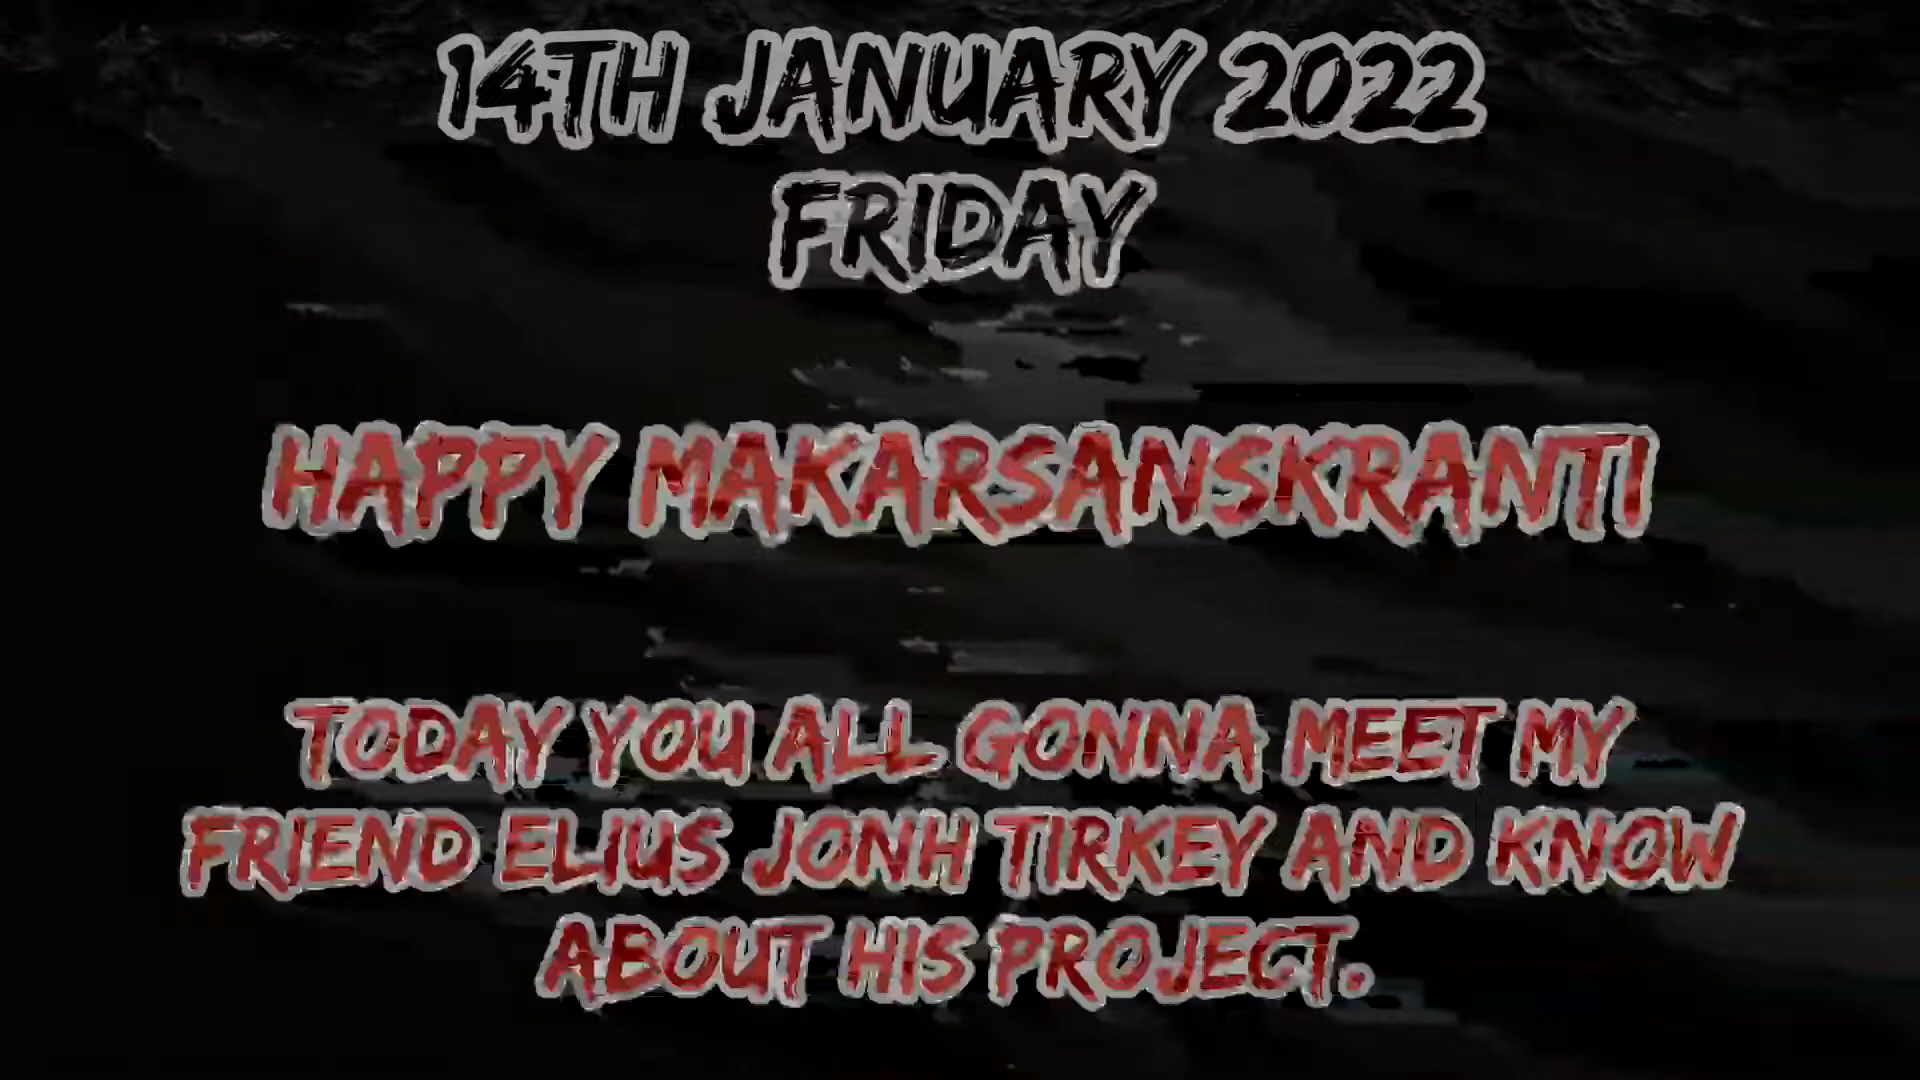 14TH JANUARY 2022
FRIDAY
HAPPY MAKARSANSKRANTI
TODAY YOU ALL GONNA MEET MY
FRIEND ELIUS JONH TIRKEY AND KNOW
ABOUT HIS PROJECT.